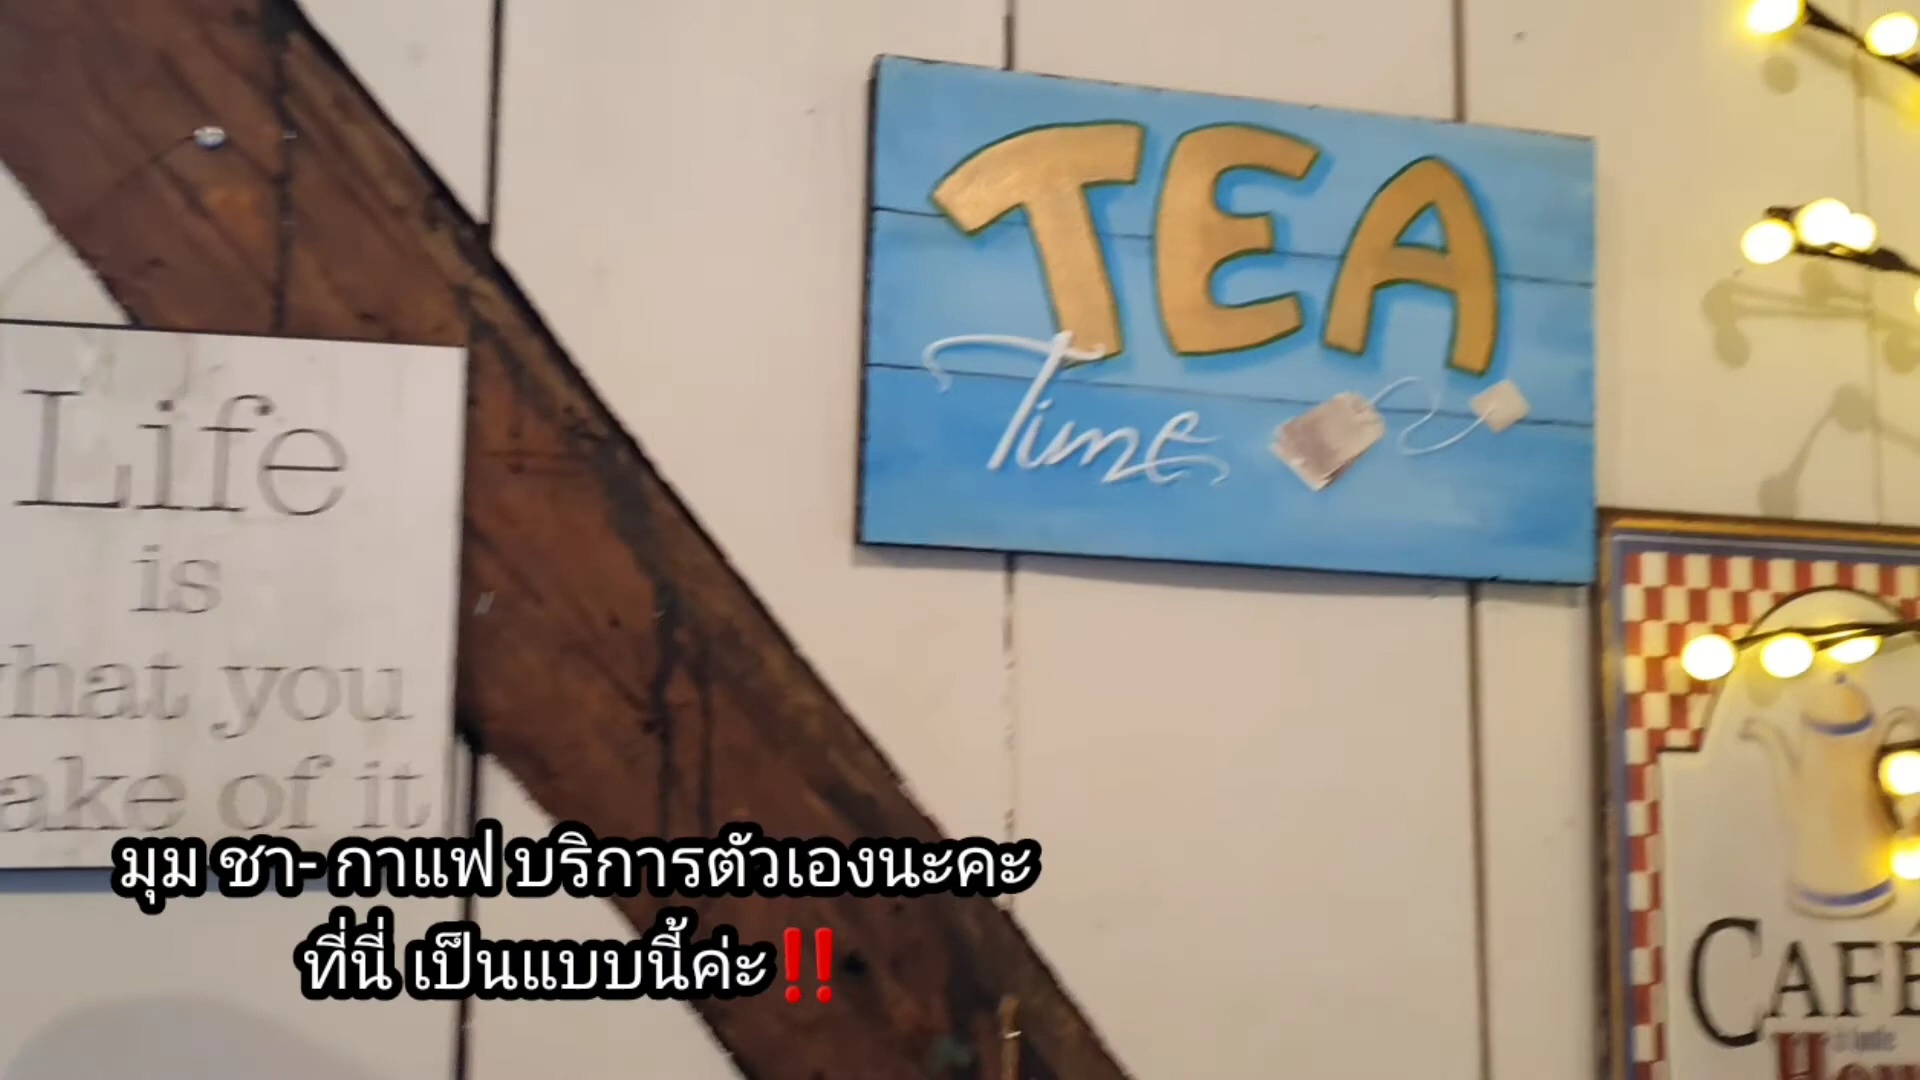 TEA
Time
Life
is
what you
ake of it
CAFÉ
มุม ชา- กาแฟ บริการตัวเองนะคะ
ที่นี่ เป็นแบบนี้ค่ะ‼️